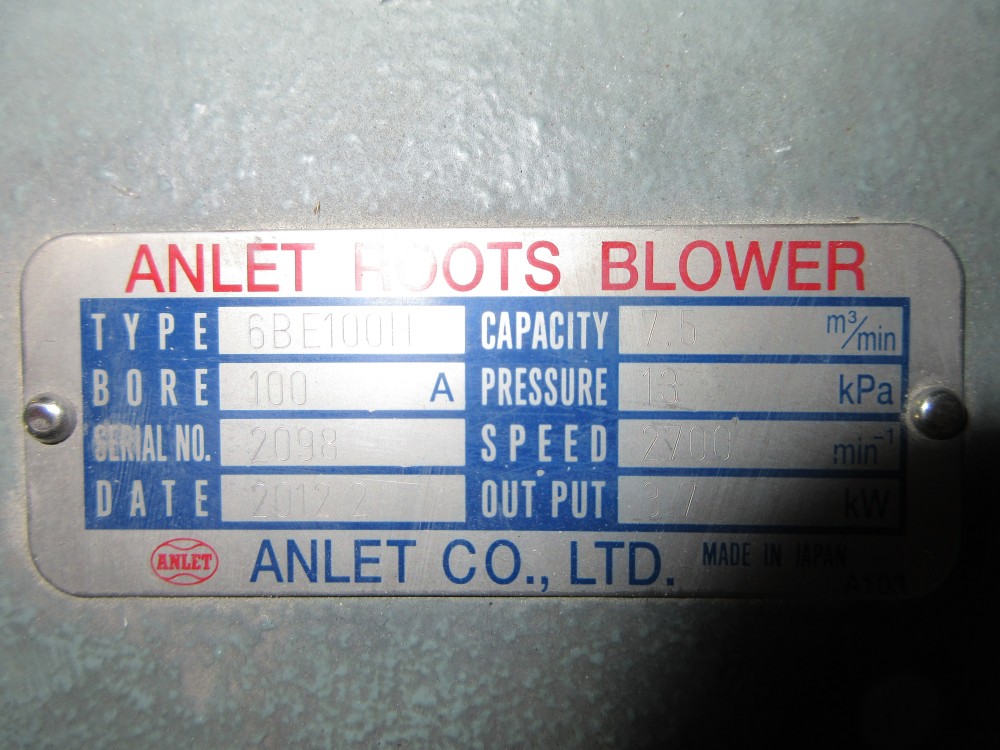 ANLET ROOTS BLOWER
TYPE 6BE100H CAPACITY 7.5 m³/min
BORE 100 A PRESSURE 13 kPa
SERIAL NO. 2098 SPEED 2700 min⁻¹
DATE 2012.2 OUT PUT 3.7 kW
ANLET ANLET CO., LTD. MADE IN JAPAN
A101